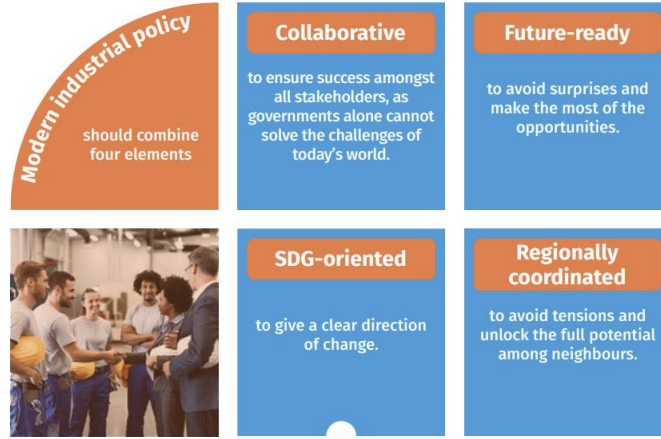 Modern industrial policy
should combine
four elements
Collaborative
to ensure success amongst
all stakeholders, as
governments alone cannot
solve the challenges of
today's world.
Future-ready
to avoid surprises and
make the most of the
opportunities.
SDG-oriented
to give a clear direction
of change.
Regionally
coordinated
to avoid tensions and
unlock the full potential
among neighbours.